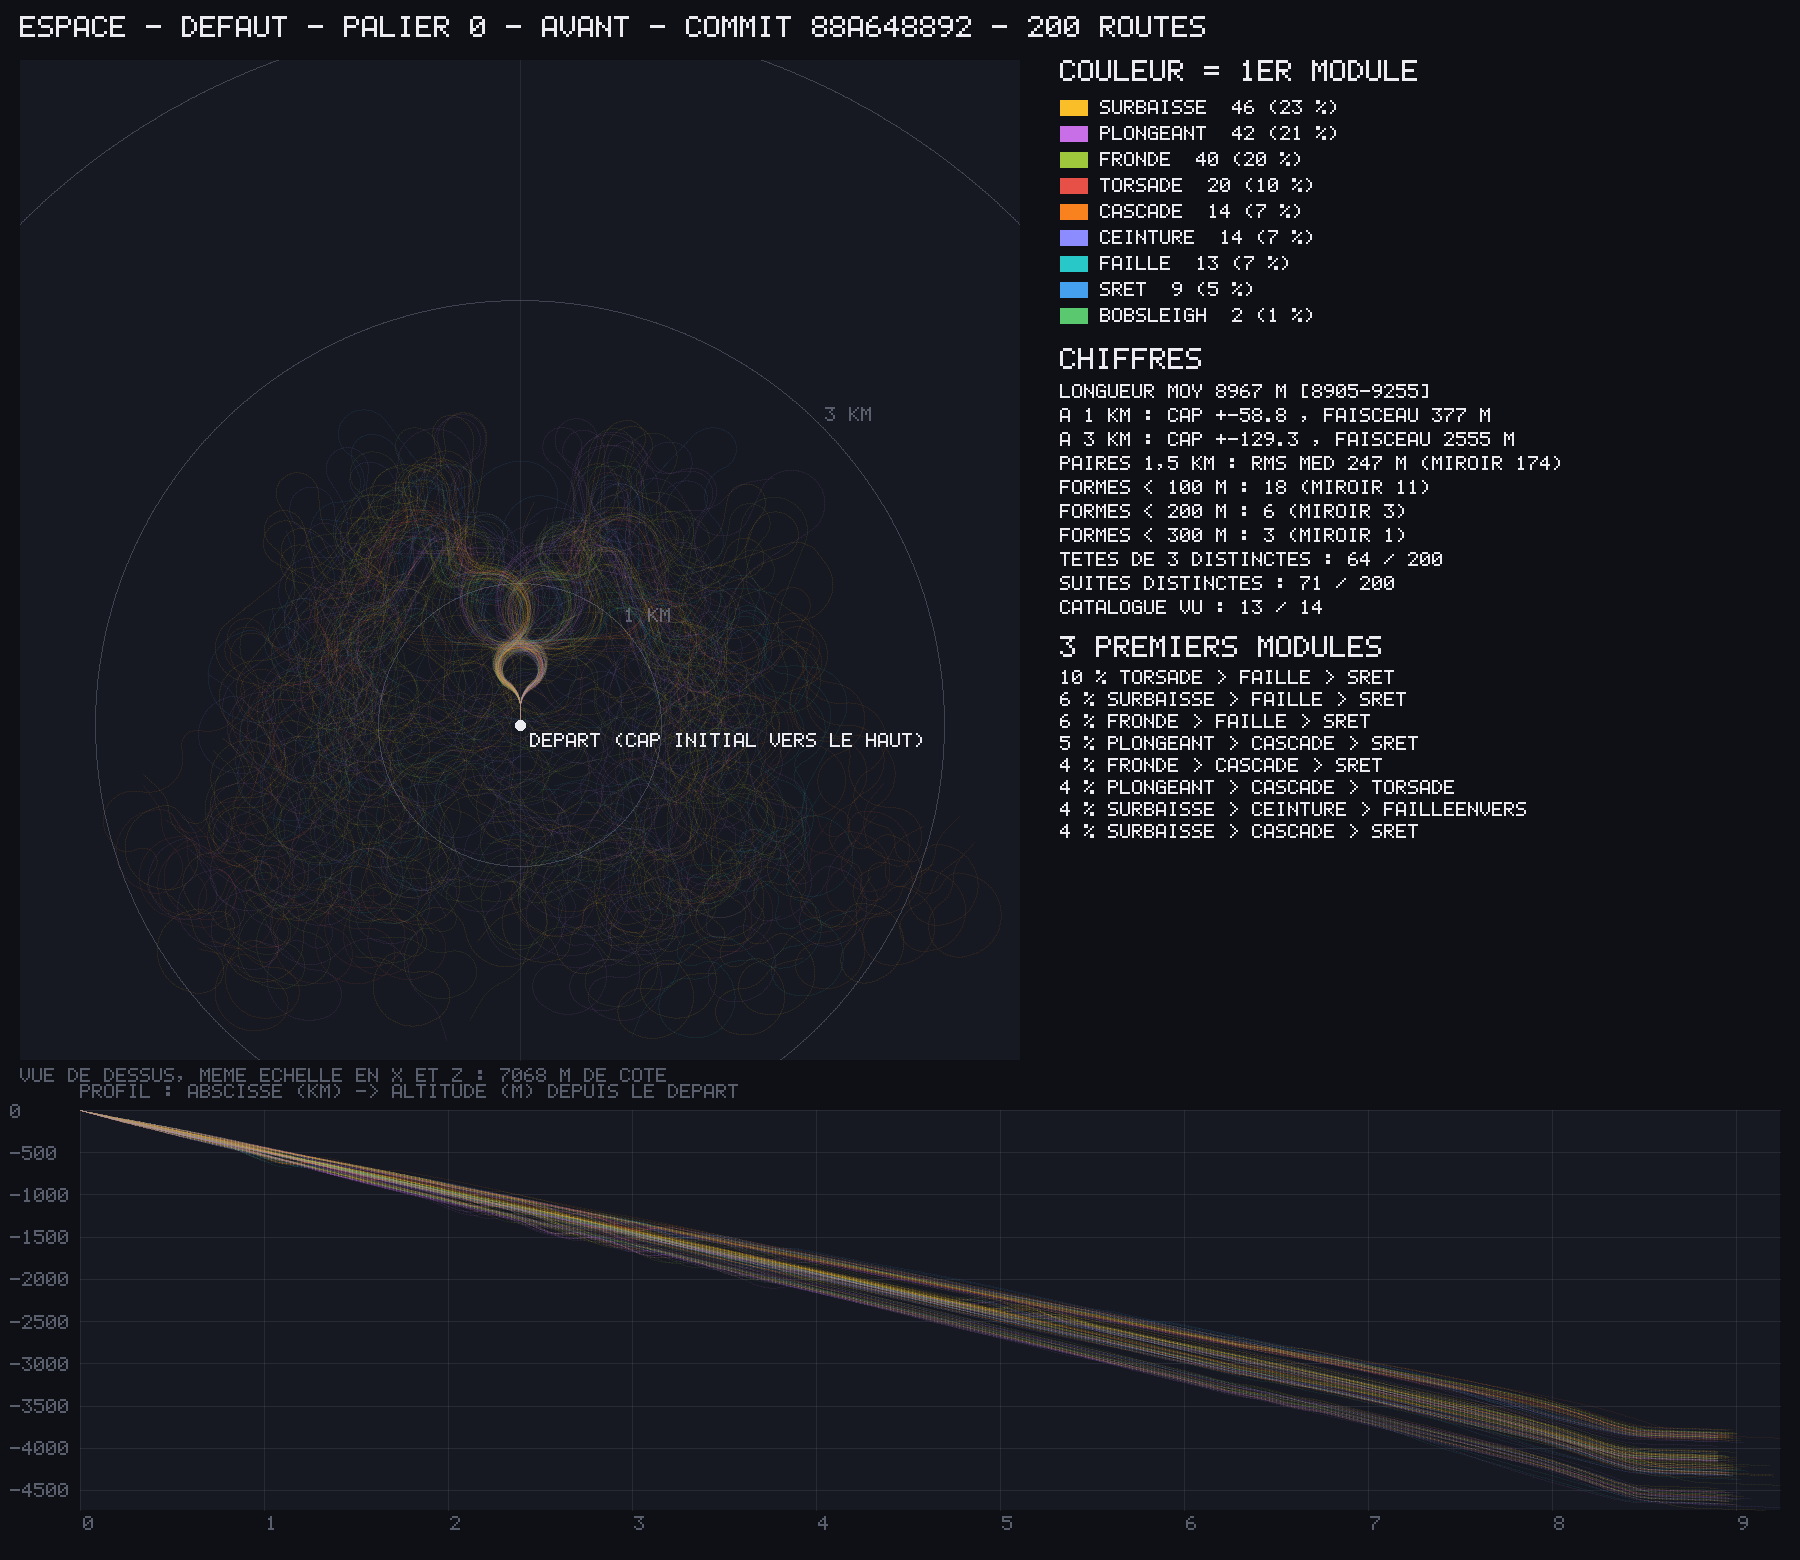 ESPACE - DEFAUT - PALIER 0 - AVANT - COMMIT 88A648892 - 200 ROUTES
COULEUR = 1ER MODULE
SURBAISSE 46 (23 %)
PLONGEANT 42 (21 %)
FRONDE 40 (20 %)
TORSADE 20 (10 %)
CASCADE 14 (7 %)
CEINTURE 14 (7 %)
FAILLE 13 (7 %)
SRET 9 (5 %)
BOBSLEIGH 2 (1 %)
CHIFFRES
LONGUEUR MOY 8967 M [8905-9255]
A 1 KM : CAP +-58.8 , FAISCEAU 377 M
A 3 KM : CAP +-129.3 , FAISCEAU 2555 M
PAIRES 1,5 KM : RMS MED 247 M (MIROIR 174)
FORMES < 100 M : 18 (MIROIR 11)
FORMES < 200 M : 6 (MIROIR 3)
FORMES < 300 M : 3 (MIROIR 1)
TETES DE 3 DISTINCTES : 64 / 200
SUITES DISTINCTES : 71 / 200
CATALOGUE VU : 13 / 14
3 PREMIERS MODULES
10 % TORSADE > FAILLE > SRET
6 % SURBAISSE > FAILLE > SRET
6 % FRONDE > FAILLE > SRET
5 % PLONGEANT > CASCADE > SRET
4 % FRONDE > CASCADE > SRET
4 % PLONGEANT > CASCADE > TORSADE
4 % SURBAISSE > CEINTURE > FAILLEENVERS
4 % SURBAISSE > CASCADE > SRET
3 KM
1 KM
DEPART (CAP INITIAL VERS LE HAUT)
VUE DE DESSUS, MEME ECHELLE EN X ET Z : 7068 M DE COTE
PROFIL : ABSCISSE (KM) -> ALTITUDE (M) DEPUIS LE DEPART
0
-500
-1000
-1500
-2000
-2500
-3000
-3500
-4000
-4500
0 1 2 3 4 5 6 7 8 9